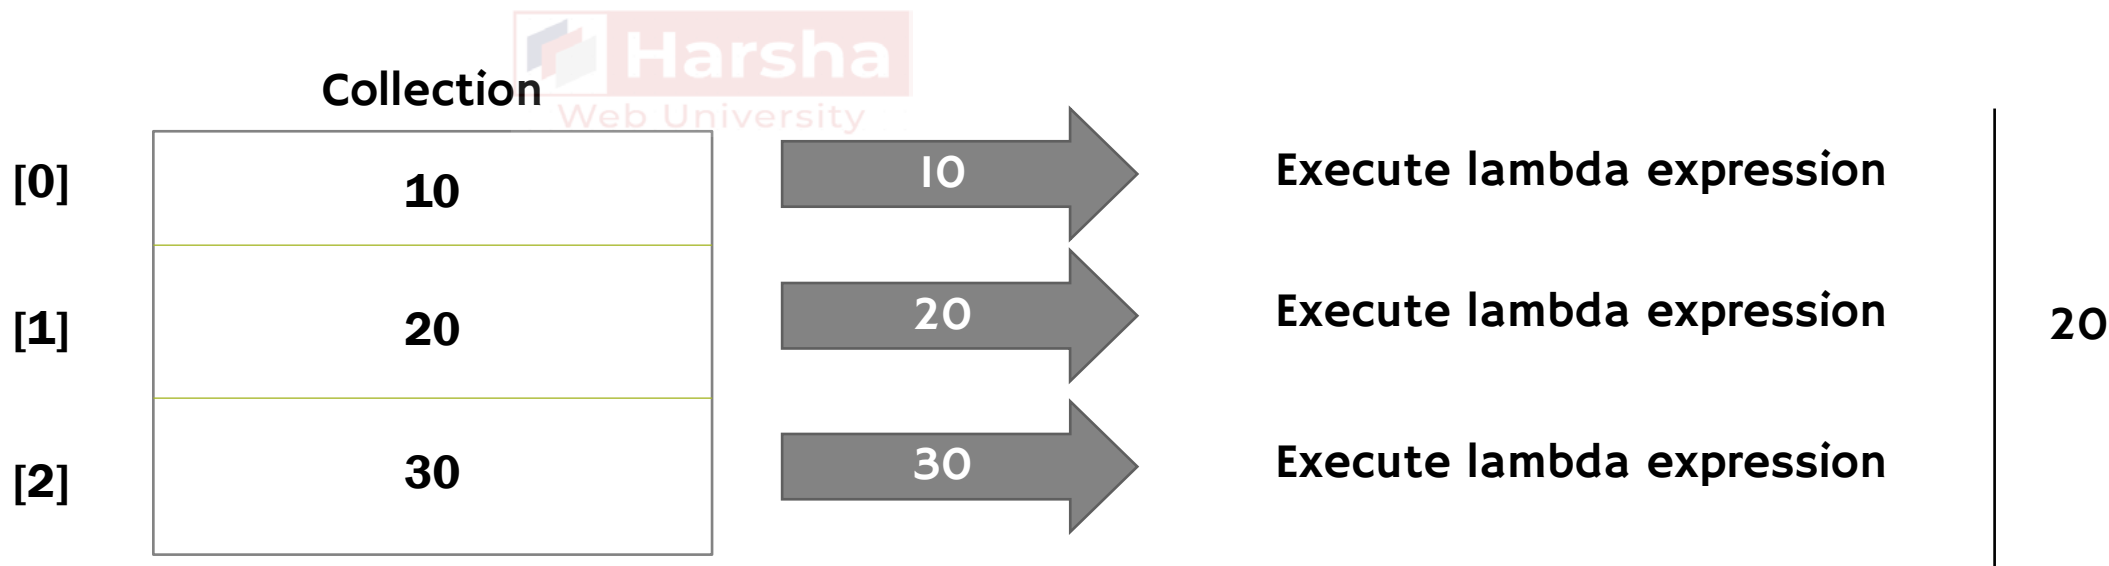 Harsha
Web University
Collection
[0] 10 10 Execute lambda expression
[1] 20 20 Execute lambda expression 20
[2] 30 30 Execute lambda expression